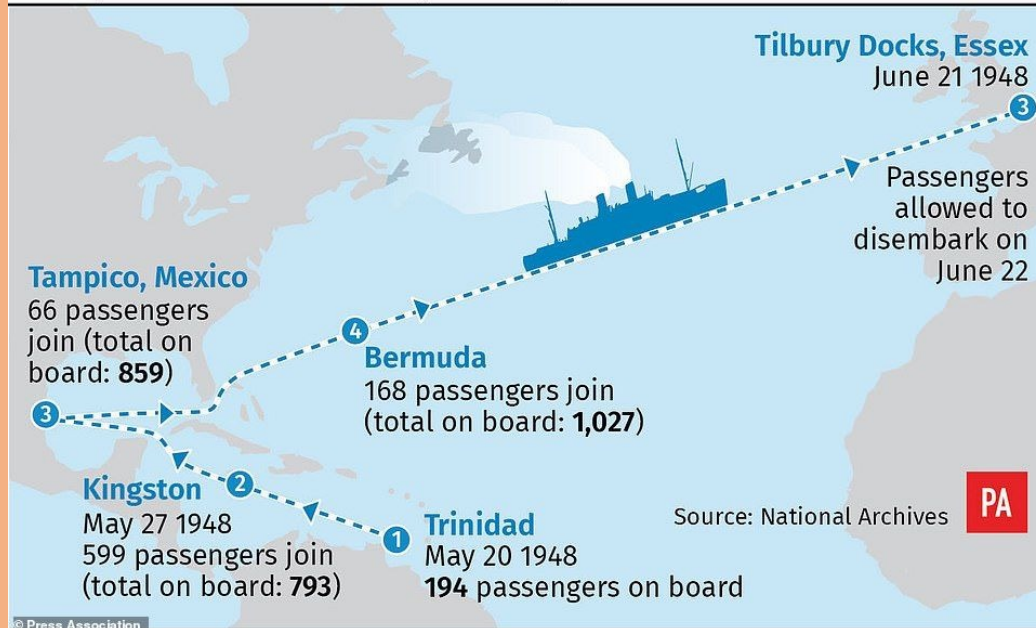 Tilbury Docks, Essex
June 21 1948
3
Passengers
allowed to
disembark on
June 22
Tampico, Mexico
66 passengers
join (total on
board: 859)
3
4
Bermuda
168 passengers join
(total on board: 1,027)
Kingston
2
May 27 1948
599 passengers join
(total on board: 793)
1
Trinidad
May 20 1948
194 passengers on board
Source: National Archives
PA
© Press Association